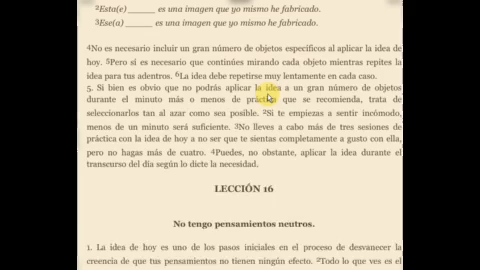 ²Esta(e) ______ es una imagen que yo mismo he fabricado.
³Ese(a) ______ es una imagen que yo mismo he fabricado.
⁴No es necesario incluir un gran número de objetos específicos al aplicar la idea de
hoy. ⁵Pero sí es necesario que continúes mirando cada objeto mientras repites la
idea para tus adentros. ⁶La idea debe repetirse muy lentamente en cada caso.
5. Si bien es obvio que no podrás aplicar la idea a un gran número de objetos
durante el minuto más o menos de práctica que se recomienda, trata de
seleccionarlos tan al azar como sea posible. ²Si te empiezas a sentir incómodo,
menos de un minuto será suficiente. ³No lleves a cabo más de tres sesiones de
práctica con la idea de hoy a no ser que te sientas completamente a gusto con ella,
pero no hagas más de cuatro. ⁴Puedes, no obstante, aplicar la idea durante el
transcurso del día según lo dicte la necesidad.
LECCIÓN 16
No tengo pensamientos neutros.
1. La idea de hoy es uno de los pasos iniciales en el proceso de desvanecer la
creencia de que tus pensamientos no tienen ningún efecto. ²Todo lo que ves es el